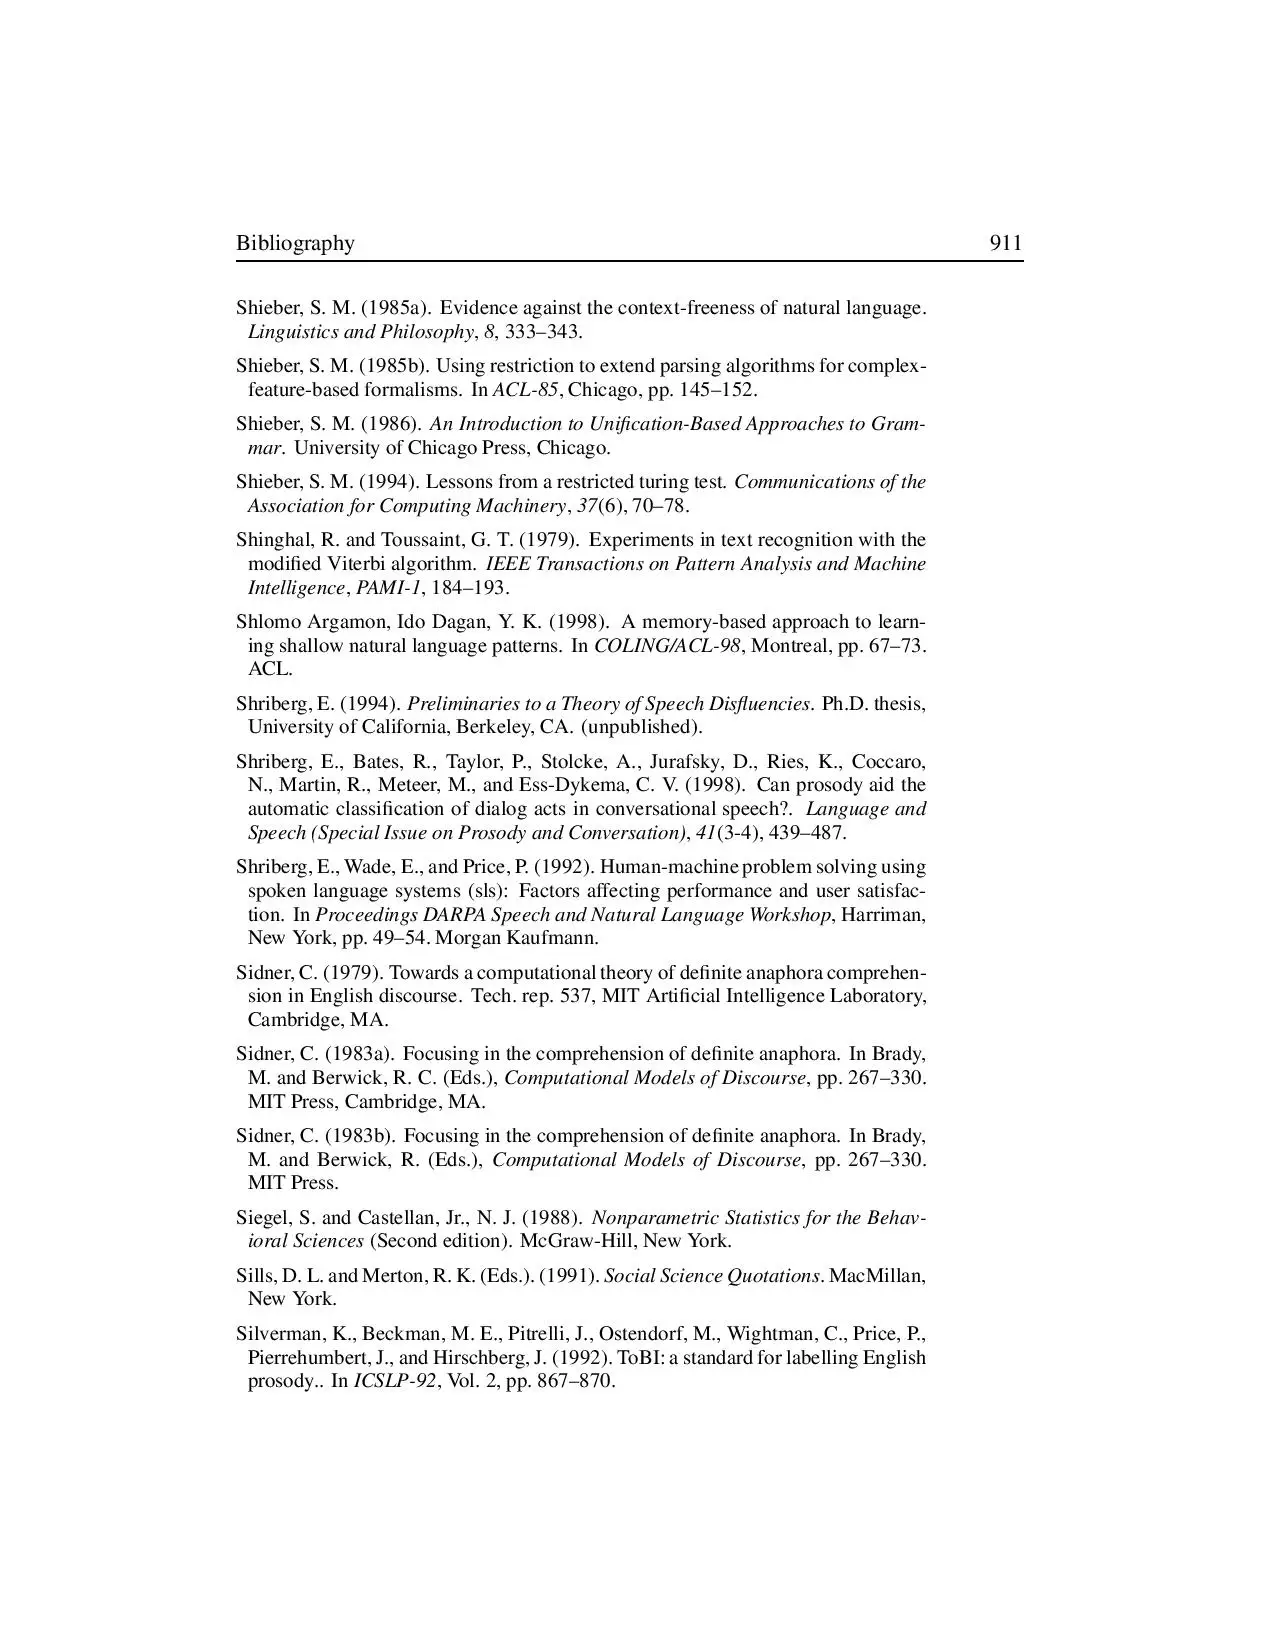 Bibliography 911
Shieber, S. M. (1985a). Evidence against the context-freeness of natural language.
Linguistics and Philosophy, 8, 333–343.
Shieber, S. M. (1985b). Using restriction to extend parsing algorithms for complex-
feature-based formalisms. In ACL-85, Chicago, pp. 145–152.
Shieber, S. M. (1986). An Introduction to Unification-Based Approaches to Gram-
mar. University of Chicago Press, Chicago.
Shieber, S. M. (1994). Lessons from a restricted turing test. Communications of the
Association for Computing Machinery, 37(6), 70–78.
Shinghal, R. and Toussaint, G. T. (1979). Experiments in text recognition with the
modified Viterbi algorithm. IEEE Transactions on Pattern Analysis and Machine
Intelligence, PAMI-1, 184–193.
Shlomo Argamon, Ido Dagan, Y. K. (1998). A memory-based approach to learn-
ing shallow natural language patterns. In COLING/ACL-98, Montreal, pp. 67–73.
ACL.
Shriberg, E. (1994). Preliminaries to a Theory of Speech Disfluencies. Ph.D. thesis,
University of California, Berkeley, CA. (unpublished).
Shriberg, E., Bates, R., Taylor, P., Stolcke, A., Jurafsky, D., Ries, K., Coccaro,
N., Martin, R., Meteer, M., and Ess-Dykema, C. V. (1998). Can prosody aid the
automatic classification of dialog acts in conversational speech?. Language and
Speech (Special Issue on Prosody and Conversation), 41(3-4), 439–487.
Shriberg, E., Wade, E., and Price, P. (1992). Human-machine problem solving using
spoken language systems (sls): Factors affecting performance and user satisfac-
tion. In Proceedings DARPA Speech and Natural Language Workshop, Harriman,
New York, pp. 49–54. Morgan Kaufmann.
Sidner, C. (1979). Towards a computational theory of definite anaphora comprehen-
sion in English discourse. Tech. rep. 537, MIT Artificial Intelligence Laboratory,
Cambridge, MA.
Sidner, C. (1983a). Focusing in the comprehension of definite anaphora. In Brady,
M. and Berwick, R. C. (Eds.), Computational Models of Discourse, pp. 267–330.
MIT Press, Cambridge, MA.
Sidner, C. (1983b). Focusing in the comprehension of definite anaphora. In Brady,
M. and Berwick, R. (Eds.), Computational Models of Discourse, pp. 267–330.
MIT Press.
Siegel, S. and Castellan, Jr., N. J. (1988). Nonparametric Statistics for the Behav-
ioral Sciences (Second edition). McGraw-Hill, New York.
Sills, D. L. and Merton, R. K. (Eds.). (1991). Social Science Quotations. MacMillan,
New York.
Silverman, K., Beckman, M. E., Pitrelli, J., Ostendorf, M., Wightman, C., Price, P.,
Pierrehumbert, J., and Hirschberg, J. (1992). ToBI: a standard for labelling English
prosody.. In ICSLP-92, Vol. 2, pp. 867–870.